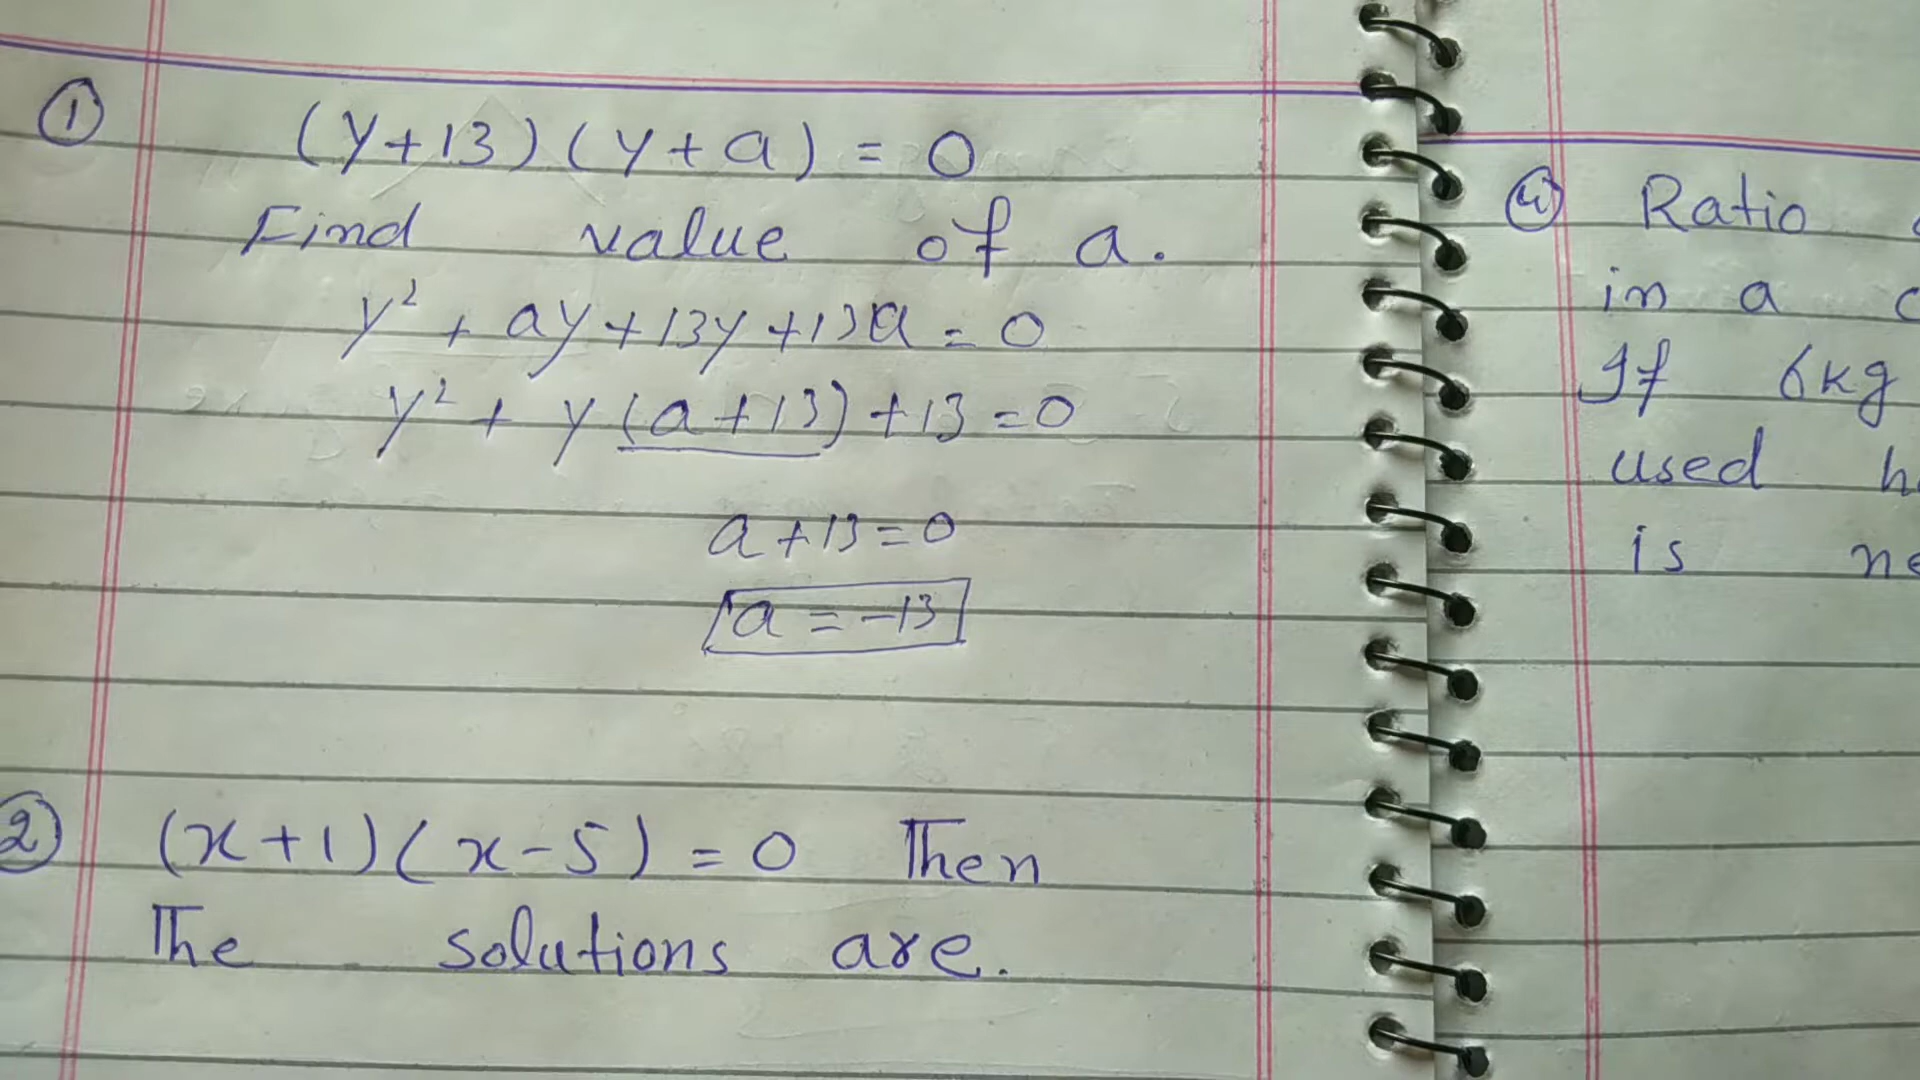 ①
(y+13)(y+a) = 0
Find value of a.
y² + ay + 13y + 13a = 0
y² + y(a+13) + 13 = 0
a + 13 = 0
a = -13
②
(x+1)(x-5) = 0 Then
The solutions are.
④ Ratio
in a
If 6kg
used
is